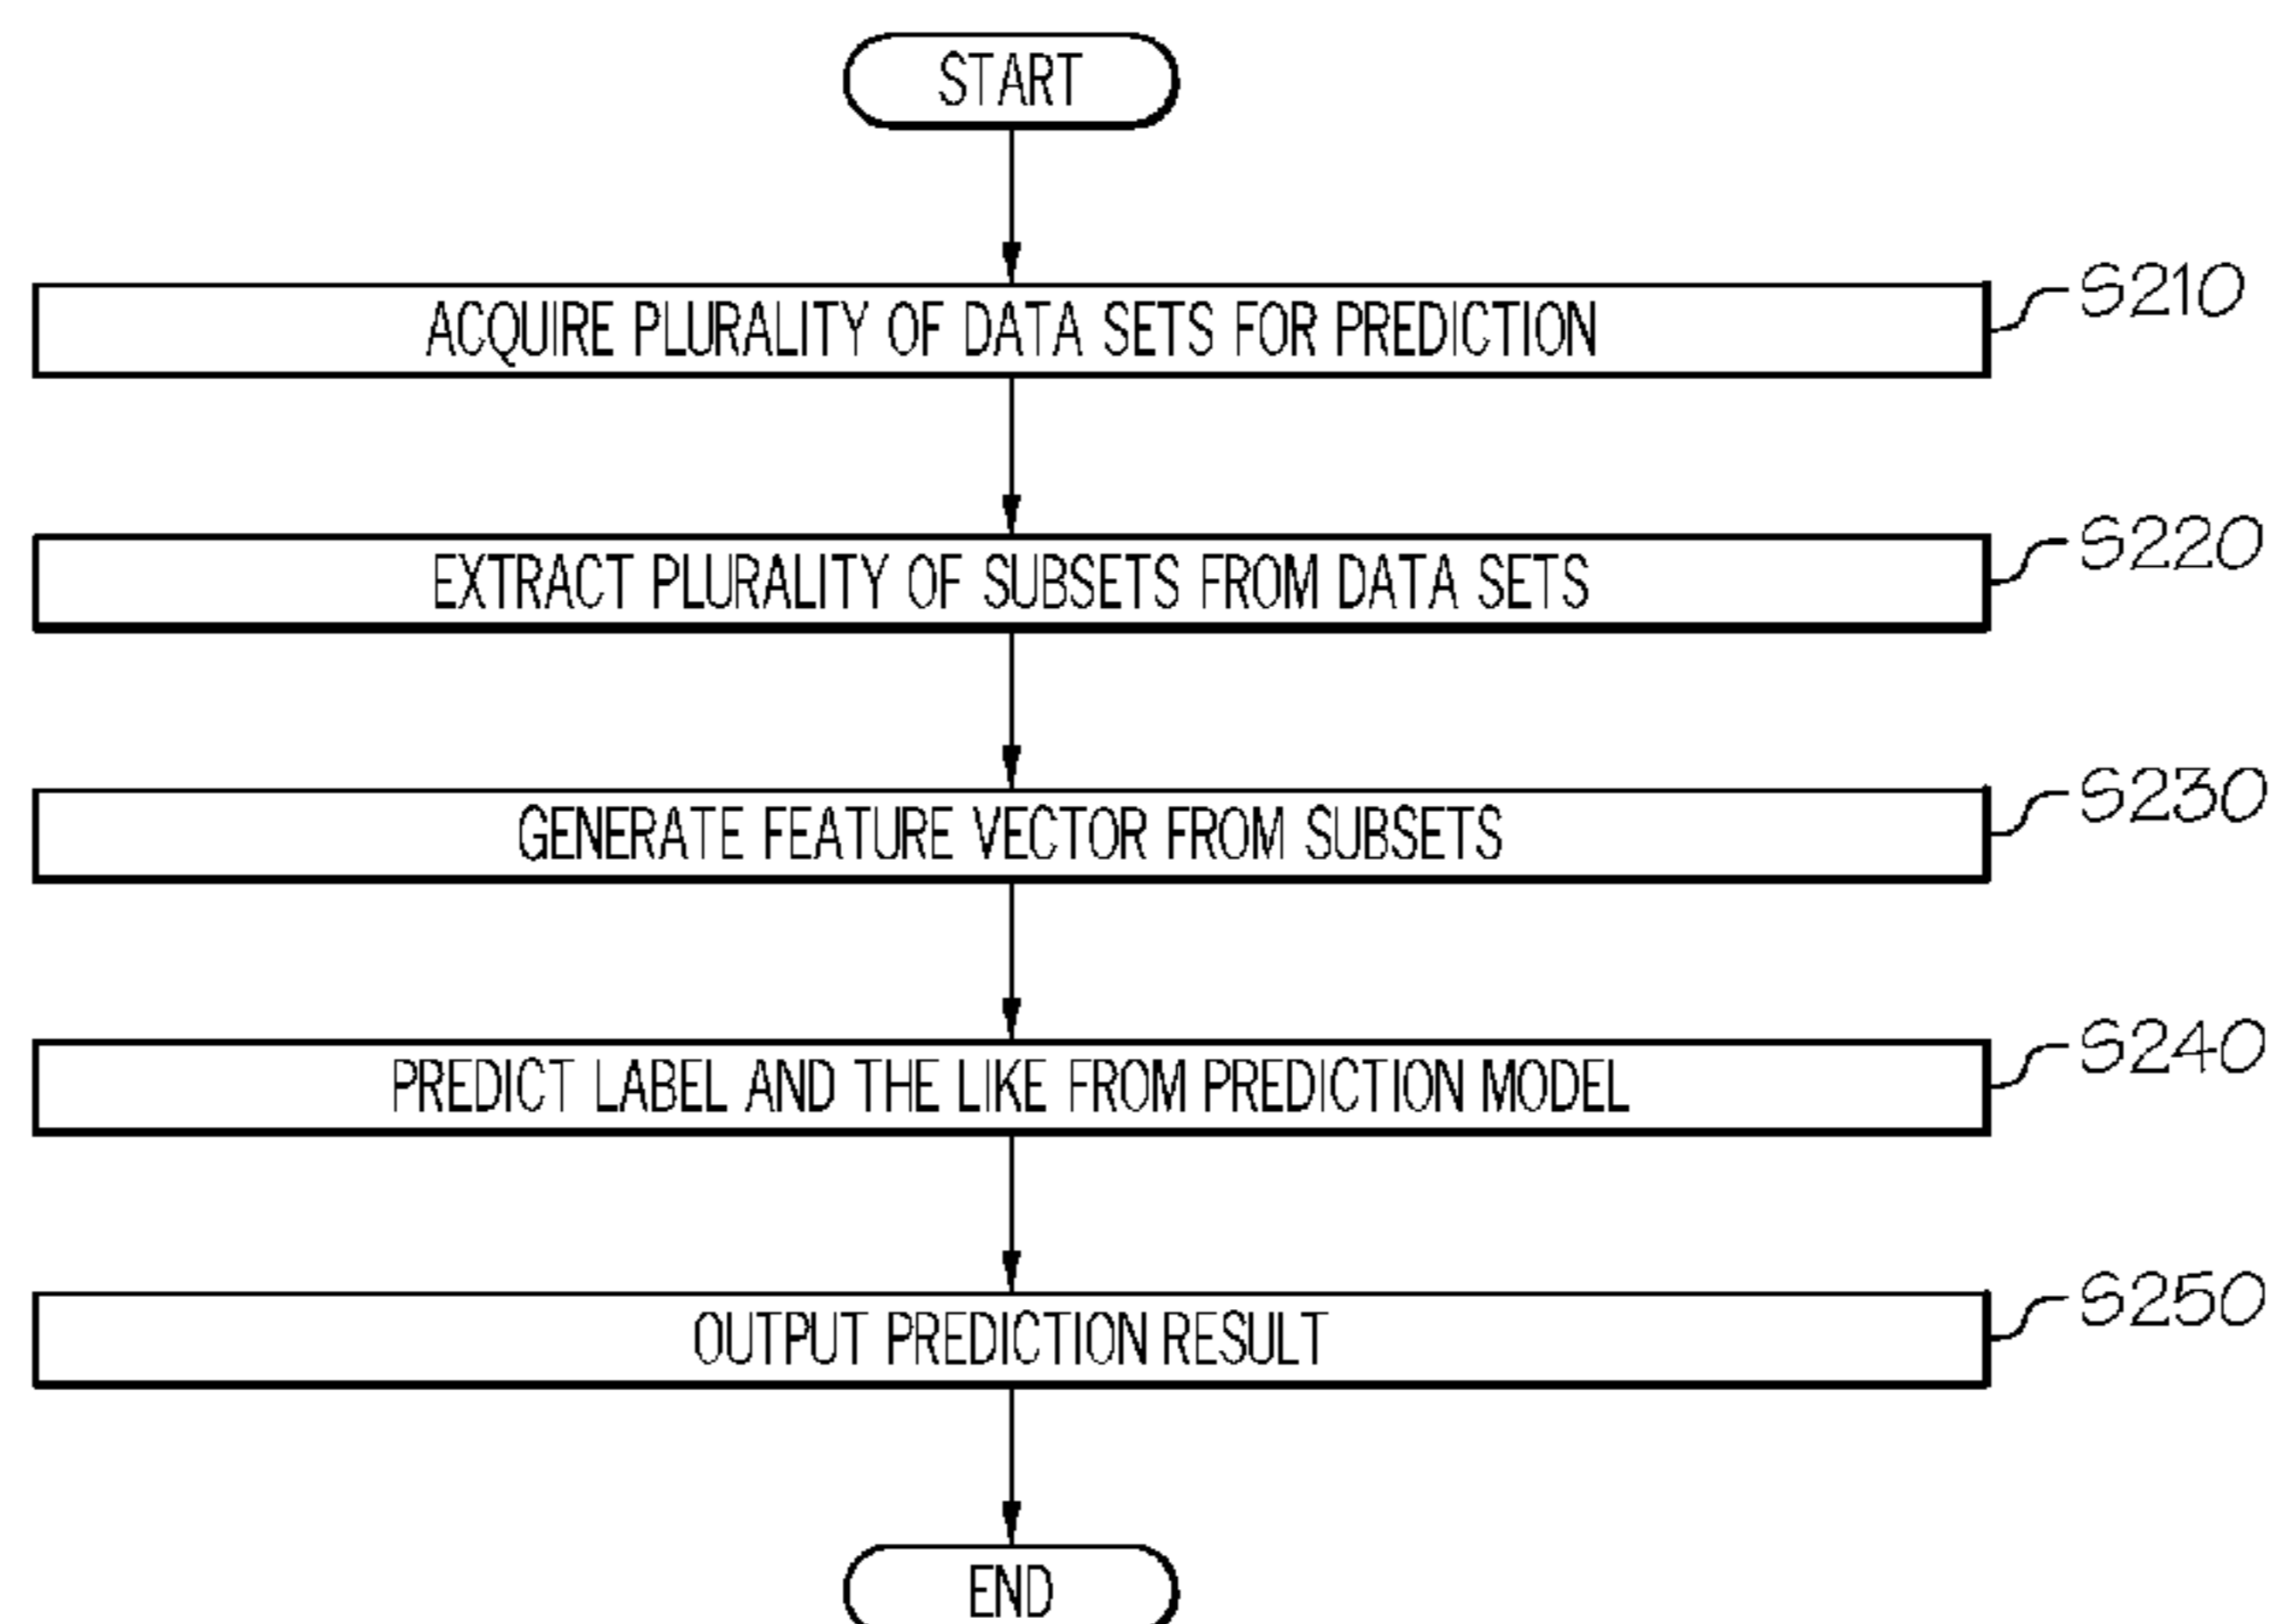 START
ACQUIRE PLURALITY OF DATA SETS FOR PREDICTION
S210
EXTRACT PLURALITY OF SUBSETS FROM DATA SETS
S220
GENERATE FEATURE VECTOR FROM SUBSETS
S230
PREDICT LABEL AND THE LIKE FROM PREDICTION MODEL
S240
OUTPUT PREDICTION RESULT
S250
END